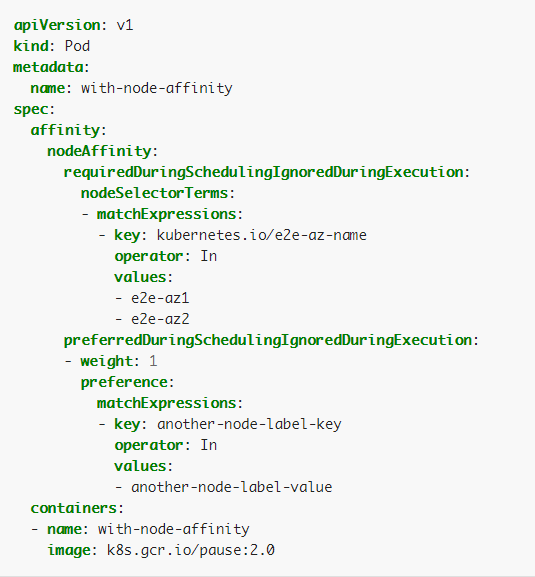 apiVersion: v1
kind: Pod
metadata:
  name: with-node-affinity
spec:
  affinity:
    nodeAffinity:
      requiredDuringSchedulingIgnoredDuringExecution:
        nodeSelectorTerms:
        - matchExpressions:
          - key: kubernetes.io/e2e-az-name
            operator: In
            values:
            - e2e-az1
            - e2e-az2
      preferredDuringSchedulingIgnoredDuringExecution:
      - weight: 1
        preference:
          matchExpressions:
          - key: another-node-label-key
            operator: In
            values:
            - another-node-label-value
  containers:
  - name: with-node-affinity
    image: k8s.gcr.io/pause:2.0